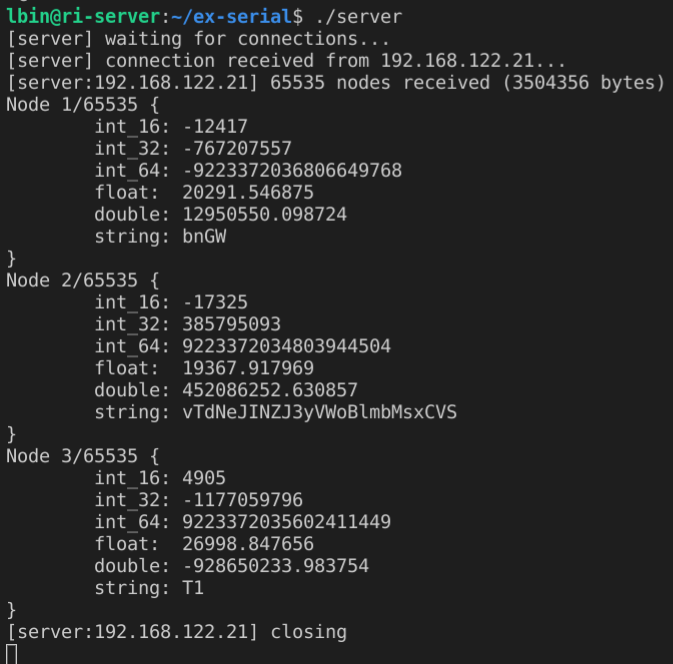 lbin@ri-server:~/ex-serial$ ./server
[server] waiting for connections...
[server] connection received from 192.168.122.21...
[server:192.168.122.21] 65535 nodes received (3504356 bytes)
Node 1/65535 {
        int_16: -12417
        int_32: -767207557
        int_64: -9223372036806649768
        float:  20291.546875
        double: 12950550.098724
        string: bnGW
}
Node 2/65535 {
        int_16: -17325
        int_32: 385795093
        int_64: 9223372034803944504
        float:  19367.917969
        double: 452086252.630857
        string: vTdNeJINZJ3yVWoBlmbMsxCVS
}
Node 3/65535 {
        int_16: 4905
        int_32: -1177059796
        int_64: 9223372035602411449
        float:  26998.847656
        double: -928650233.983754
        string: T1
}
[server:192.168.122.21] closing